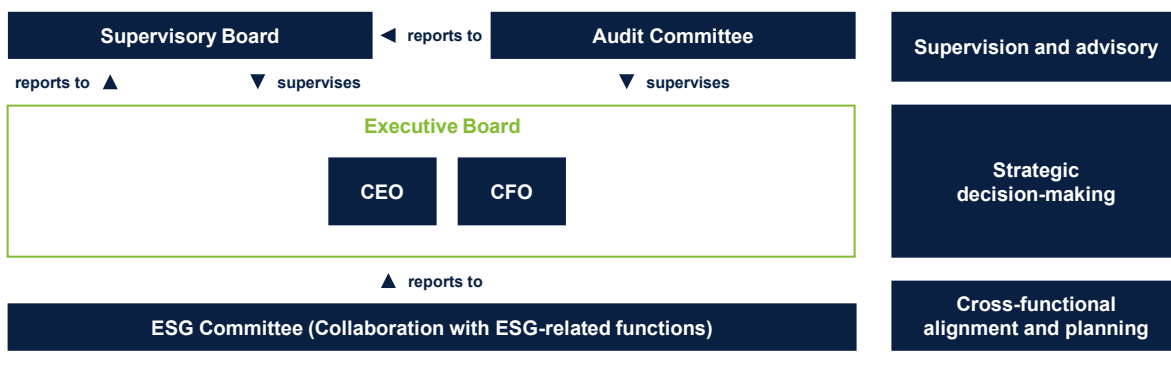 Supervisory Board
◄ reports to
Audit Committee
Supervision and advisory
reports to ▲
▼ supervises
▼ supervises
Executive Board
CEO
CFO
Strategic
decision-making
▲ reports to
ESG Committee (Collaboration with ESG-related functions)
Cross-functional
alignment and planning